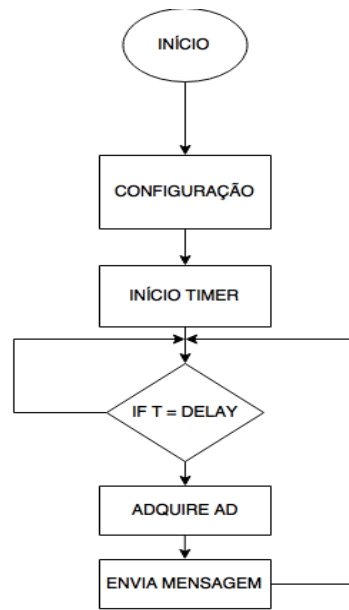 INÍCIO
CONFIGURAÇÃO
INÍCIO TIMER
IF T = DELAY
ADQUIRE AD
ENVIA MENSAGEM